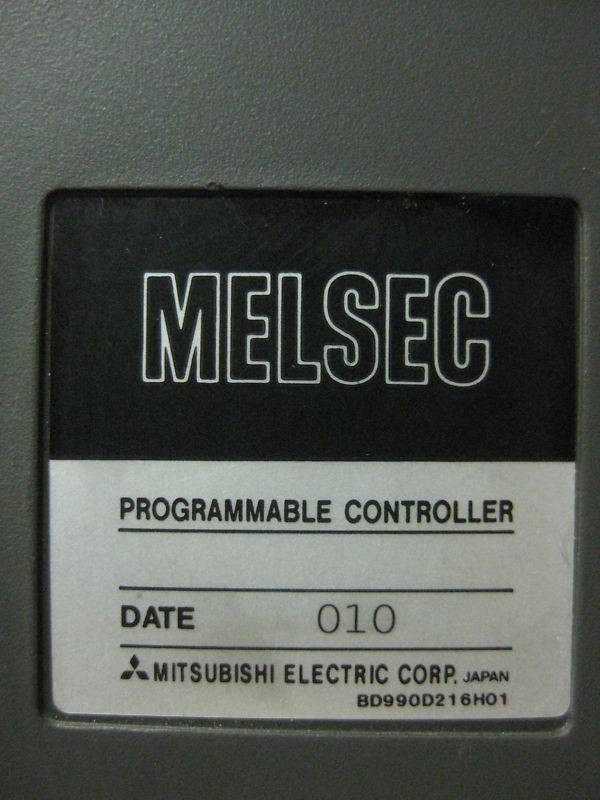 MELSEC
PROGRAMMABLE CONTROLLER
DATE 010
MITSUBISHI ELECTRIC CORP. JAPAN
BD990D216H01